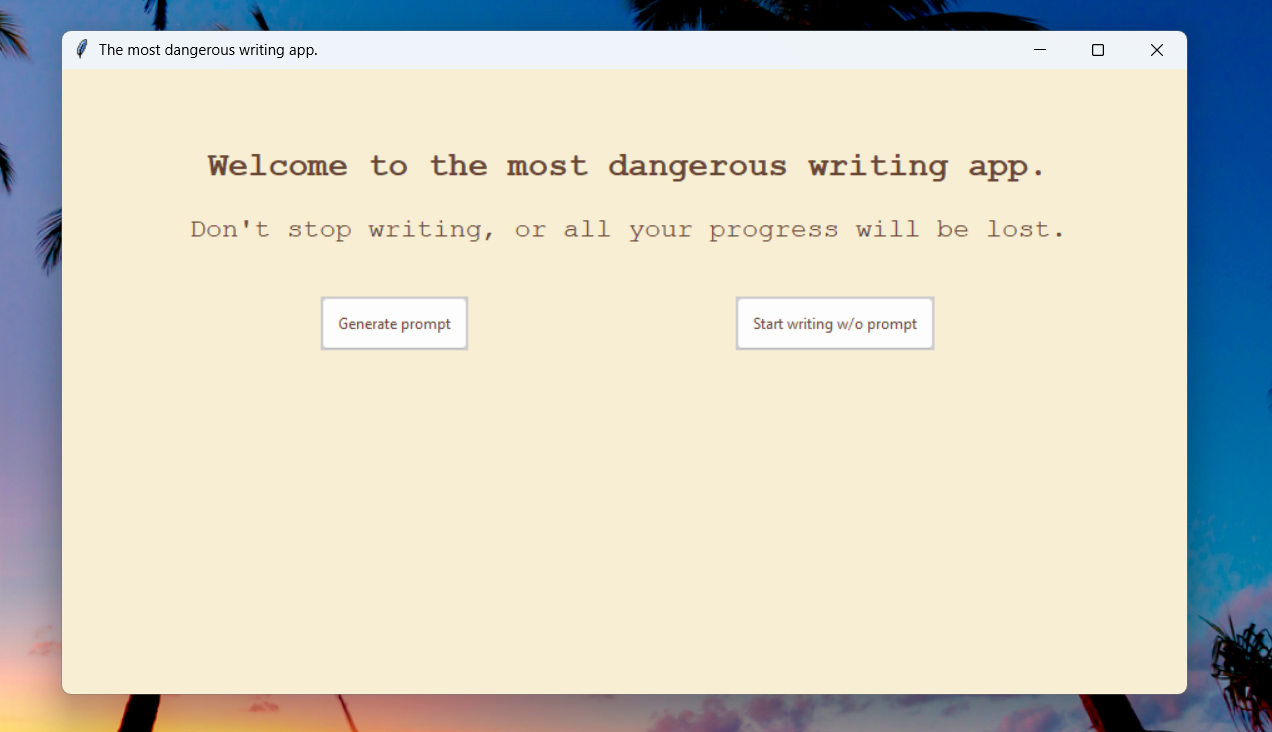 The most dangerous writing app.
Welcome to the most dangerous writing app.
Don't stop writing, or all your progress will be lost.
Generate prompt
Start writing w/o prompt